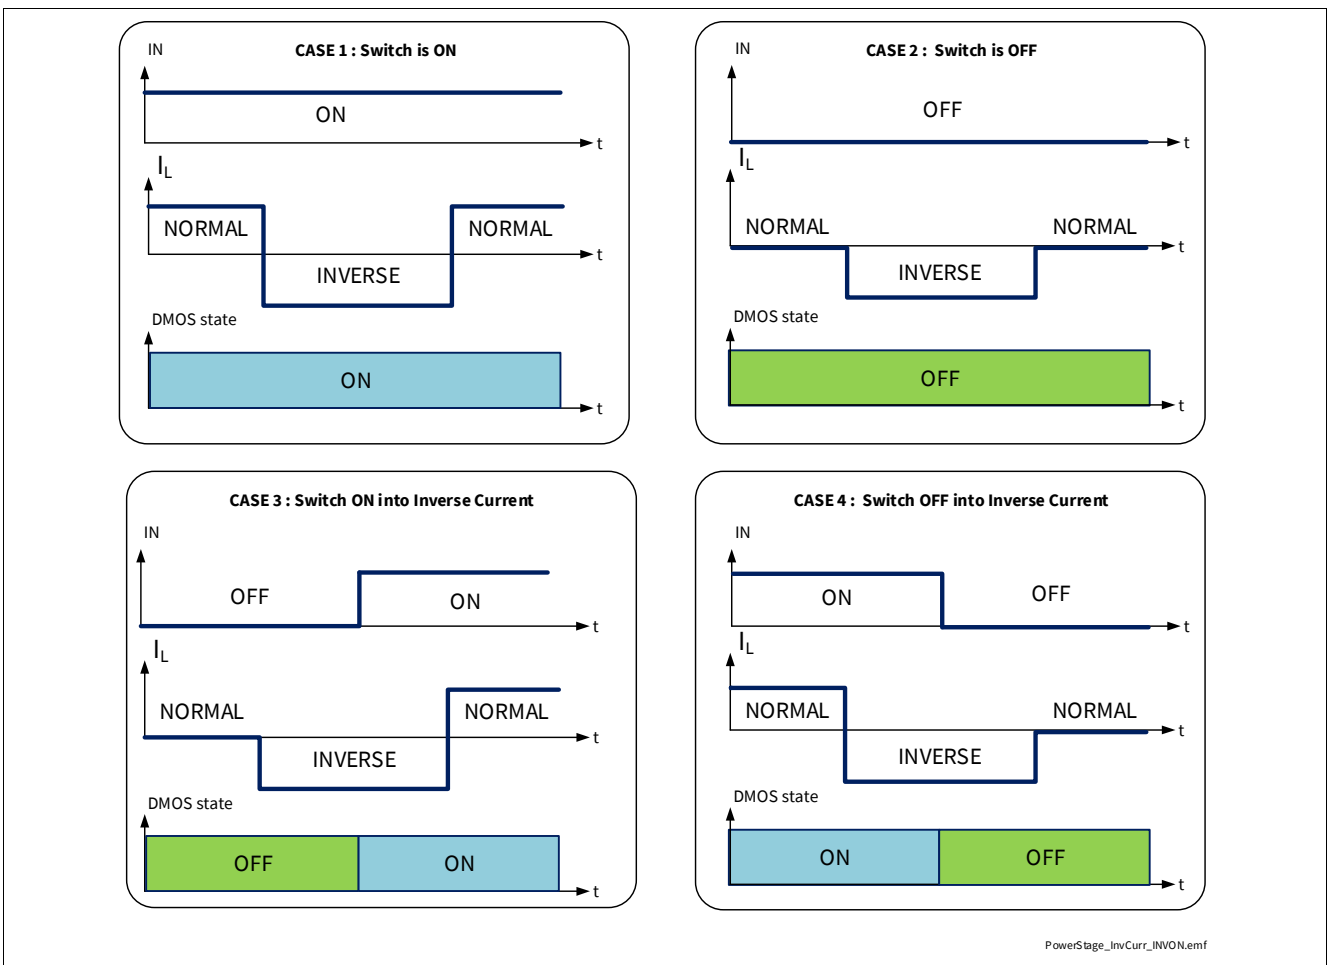 CASE 1 : Switch is ON
IN
ON
t
IL
NORMAL
NORMAL
t
INVERSE
DMOS state
ON
t
CASE 2 : Switch is OFF
IN
OFF
t
IL
NORMAL
NORMAL
t
INVERSE
DMOS state
OFF
t
CASE 3 : Switch ON into Inverse Current
IN
OFF
ON
t
IL
NORMAL
NORMAL
t
INVERSE
DMOS state
OFF
ON
t
CASE 4 : Switch OFF into Inverse Current
IN
ON
OFF
t
IL
NORMAL
NORMAL
t
INVERSE
DMOS state
ON
OFF
t
PowerStage_InvCurr_INVON.emf